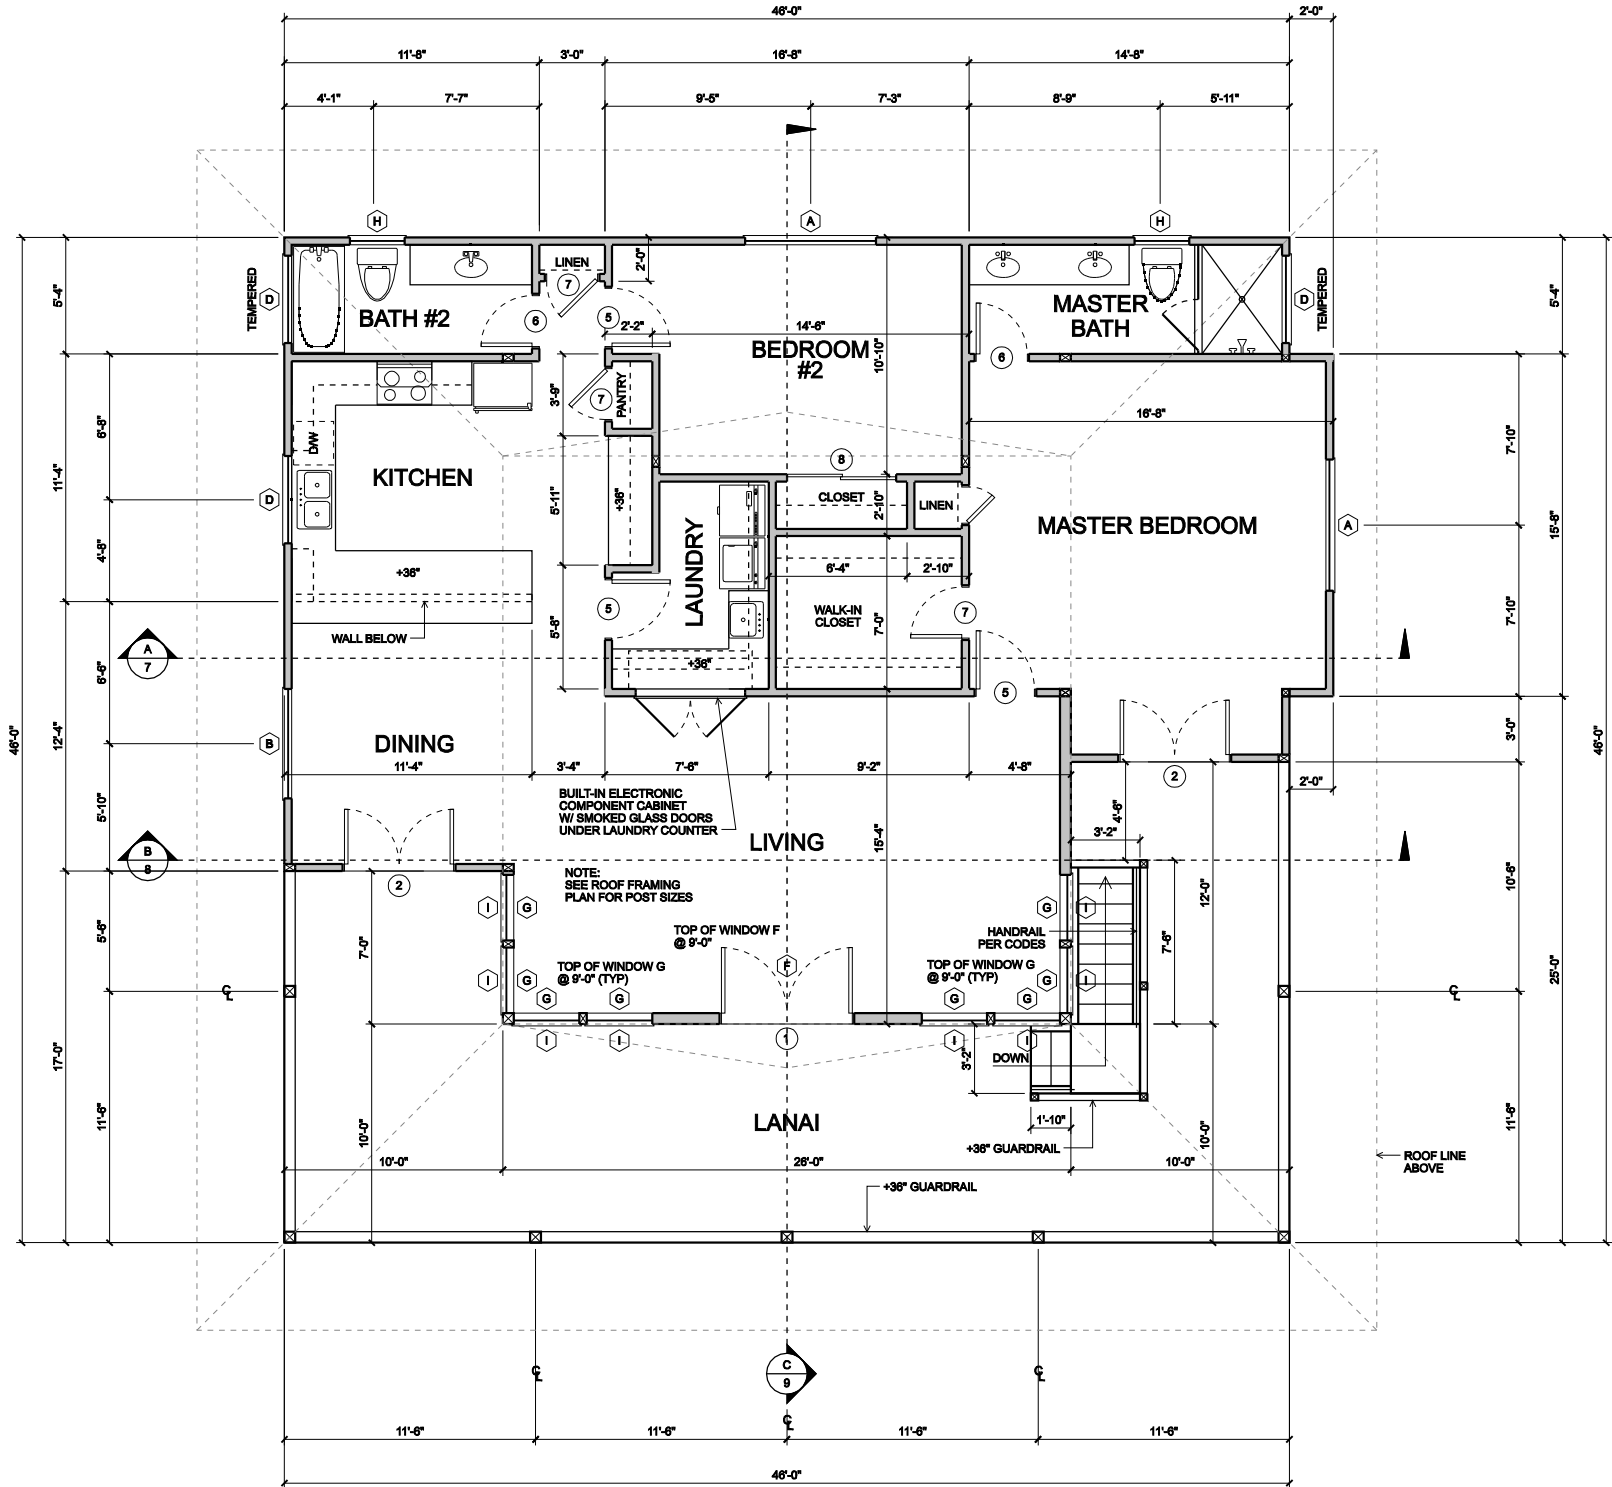 46'-0"
2'-0"
11'-8"
3'-0"
16'-8"
14'-8"
4'-1"
7'-7"
9'-5"
7'-3"
8'-9"
5'-11"
H
A
H
LINEN
2'-0"
7
TEMPERED
D
5'-4"
5'-4"
BATH #2
6
5
2'-2"
14'-6"
BEDROOM
#2
10'-10"
MASTER
BATH
6
D
TEMPERED
5'-4"
5'-4"
3'-9"
7
PANTRY
16'-8"
6'-8"
11'-4"
D/W
KITCHEN
8
7'-10"
D
5'-11"
+36"
CLOSET
2'-10"
LINEN
MASTER BEDROOM
A
15'-8"
4'-8"
+36"
LAUNDRY
6'-4"
2'-10"
WALL BELOW
5
5'-8"
WALK-IN
CLOSET
7'-0"
7
7'-10"
A
7
6'-6"
+36"
5
46'-0"
12'-4"
B
DINING
3'-0"
46'-0"
11'-4"
3'-4"
7'-6"
9'-2"
4'-8"
2
2'-0"
5'-10"
BUILT-IN ELECTRONIC
COMPONENT CABINET
W/ SMOKED GLASS DOORS
UNDER LAUNDRY COUNTER
LIVING
15'-4"
4'-6"
3'-2"
B
8
2
NOTE:
SEE ROOF FRAMING
PLAN FOR POST SIZES
12'-0"
10'-6"
5'-6"
I
G
G
I
7'-0"
TOP OF WINDOW F
@ 9'-0"
HANDRAIL
PER CODES
7'-6"
25'-0"
TOP OF WINDOW G
@ 9'-0" (TYP)
F
TOP OF WINDOW G
@ 9'-0" (TYP)
I
G
G
I
G
G
G
G
CL
CL
I
I
1
I
I
17'-0"
3'-2"
DOWN
11'-6"
LANAI
1'-10"
11'-6"
10'-0"
10'-0"
+36" GUARDRAIL
ROOF LINE
ABOVE
10'-0"
26'-0"
10'-0"
+36" GUARDRAIL
CL
C
9
CL
CL
11'-6"
11'-6"
11'-6"
11'-6"
46'-0"